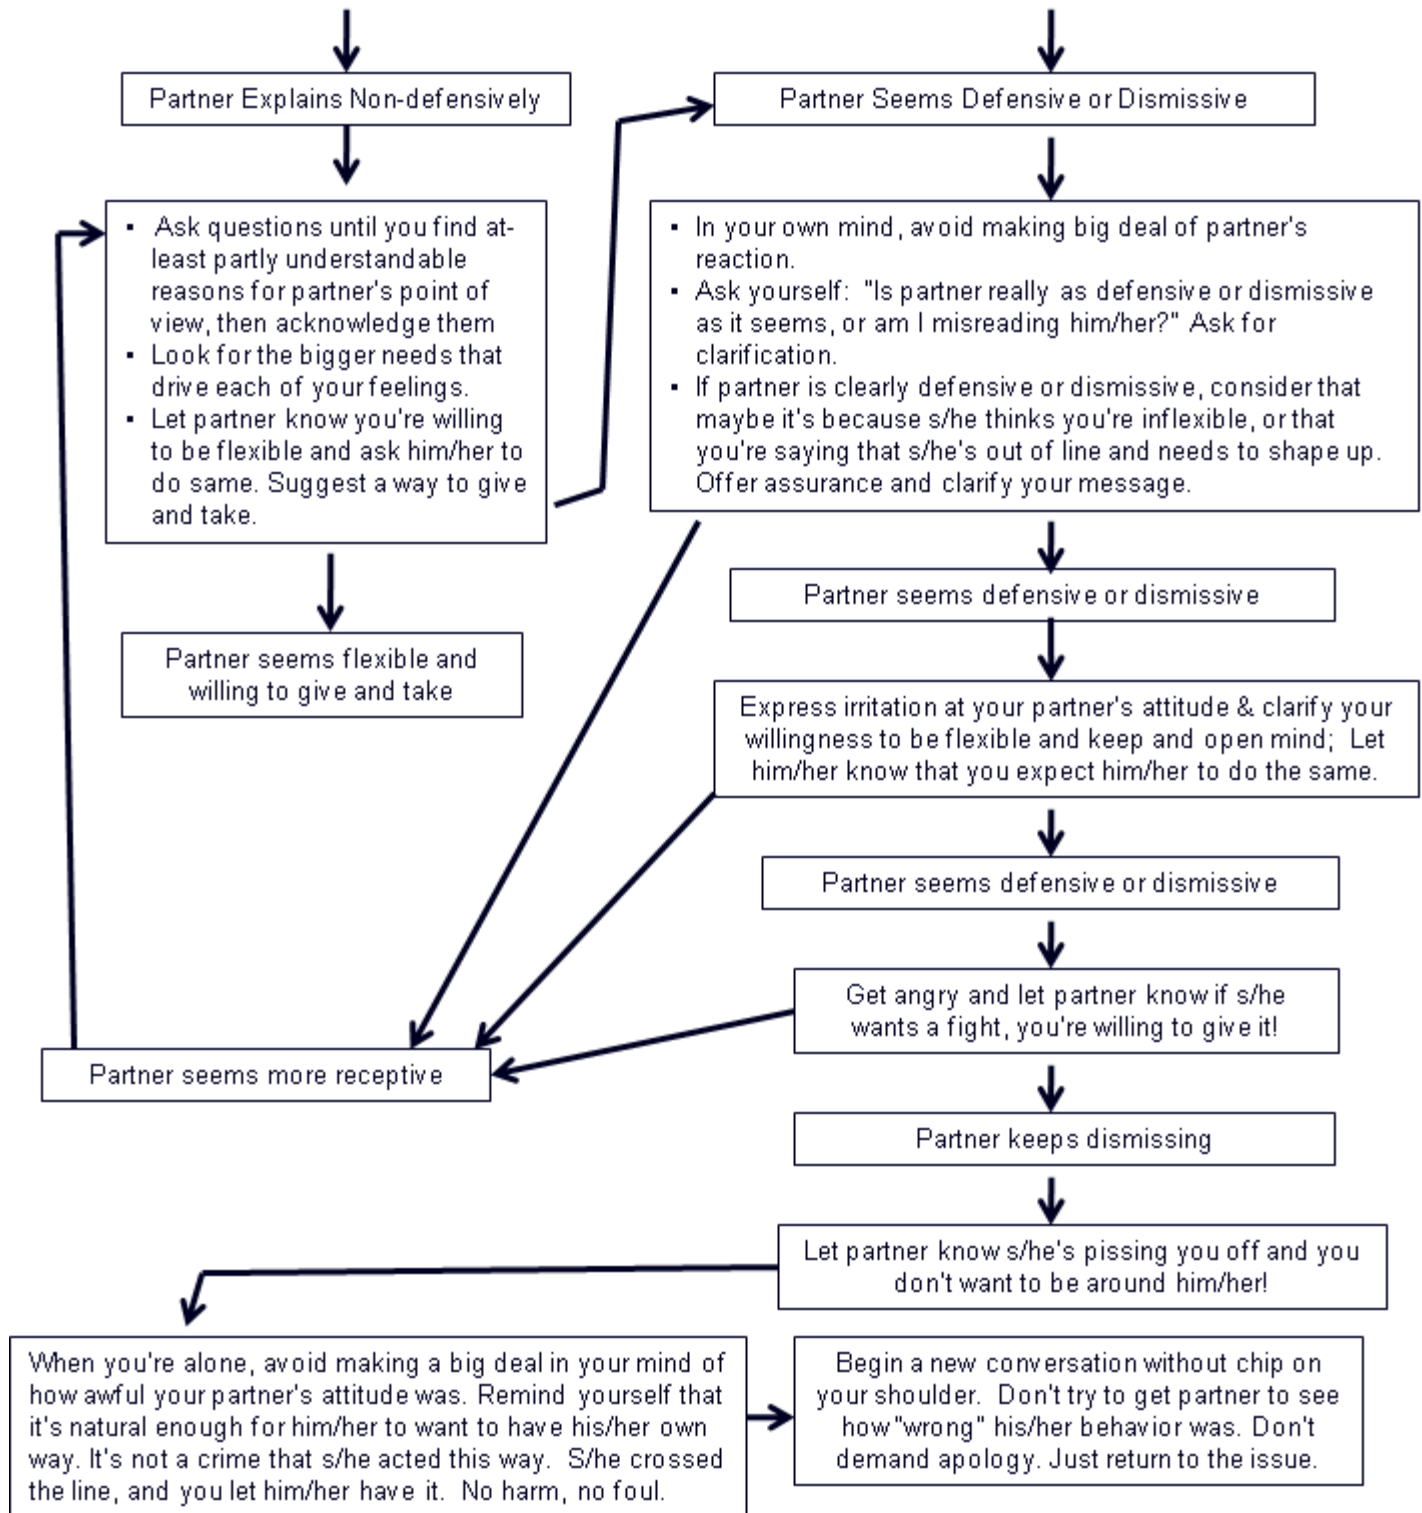 Partner Explains Non-defensively
Partner Seems Defensive or Dismissive
▪ Ask questions until you find at-
least partly understandable
reasons for partner's point of
view, then acknowledge them
▪ Look for the bigger needs that
drive each of your feelings.
▪ Let partner know you're willing
to be flexible and ask him/her to
do same. Suggest a way to give
and take.
▪ In your own mind, avoid making big deal of partner's
reaction.
▪ Ask yourself: "Is partner really as defensive or dismissive
as it seems, or am I misreading him/her?" Ask for
clarification.
▪ If partner is clearly defensive or dismissive, consider that
maybe it's because s/he thinks you're inflexible, or that
you're saying that s/he's out of line and needs to shape up.
Offer assurance and clarify your message.
Partner seems defensive or dismissive
Partner seems flexible and
willing to give and take
Express irritation at your partner's attitude & clarify your
willingness to be flexible and keep and open mind; Let
him/her know that you expect him/her to do the same.
Partner seems defensive or dismissive
Get angry and let partner know if s/he
wants a fight, you're willing to give it!
Partner seems more receptive
Partner keeps dismissing
Let partner know s/he's pissing you off and you
don't want to be around him/her!
When you're alone, avoid making a big deal in your mind of
how awful your partner's attitude was. Remind yourself that
it's natural enough for him/her to want to have his/her own
way. It's not a crime that s/he acted this way. S/he crossed
the line, and you let him/her have it. No harm, no foul.
Begin a new conversation without chip on
your shoulder. Don't try to get partner to see
how "wrong" his/her behavior was. Don't
demand apology. Just return to the issue.